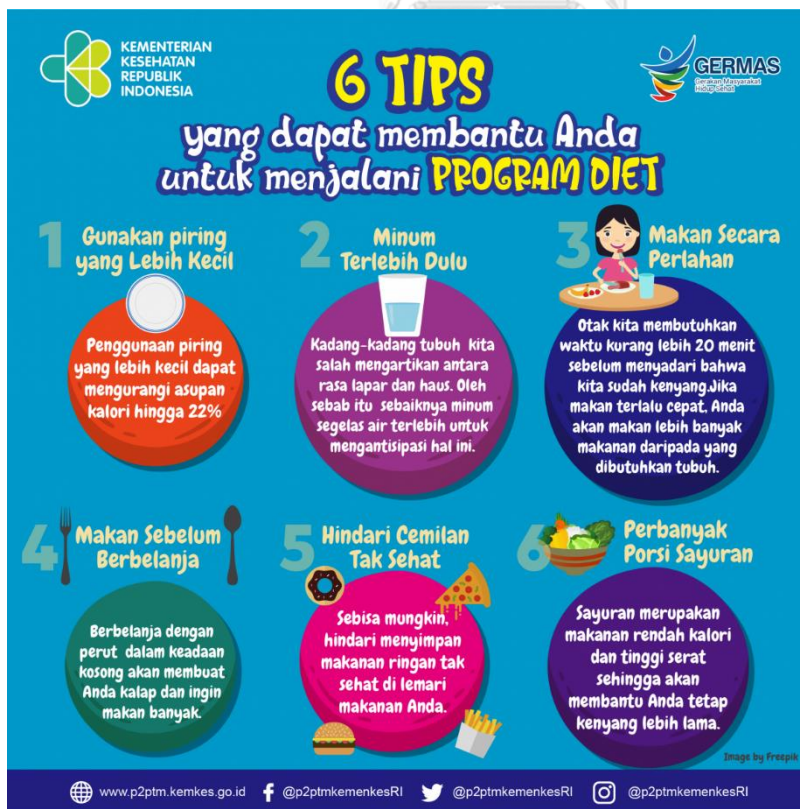 KEMENTERIAN
KESEHATAN
REPUBLIK
INDONESIA
GERMAS
Gerakan Masyarakat
Hidup Sehat
6 TIPS
yang dapat membantu Anda
untuk menjalani PROGRAM DIET
1 Gunakan piring
yang Lebih Kecil
Penggunaan piring
yang lebih kecil dapat
mengurangi asupan
kalori hingga 22%
2 Minum
Terlebih Dulu
Kadang-kadang tubuh kita
salah mengartikan antara
rasa lapar dan haus. Oleh
sebab itu sebaiknya minum
segelas air terlebih untuk
mengantisipasi hal ini.
3 Makan Secara
Perlahan
Otak kita membutuhkan
waktu kurang lebih 20 menit
sebelum menyadari bahwa
kita sudah kenyang.Jika
makan terlalu cepat, Anda
akan makan lebih banyak
makanan daripada yang
dibutuhkan tubuh.
4 Makan Sebelum
Berbelanja
Berbelanja dengan
perut dalam keadaan
kosong akan membuat
Anda kalap dan ingin
makan banyak.
5 Hindari Cemilan
Tak Sehat
Sebisa mungkin,
hindari menyimpan
makanan ringan tak
sehat di lemari
makanan Anda.
6 Perbanyak
Porsi Sayuran
Sayuran merupakan
makanan rendah kalori
dan tinggi serat
sehingga akan
membantu Anda tetap
kenyang lebih lama.
Image by Freepik
www.p2ptm.kemkes.go.id @p2ptmkemenkesRI @p2ptmkemenkesRI @p2ptmkemenkesRI